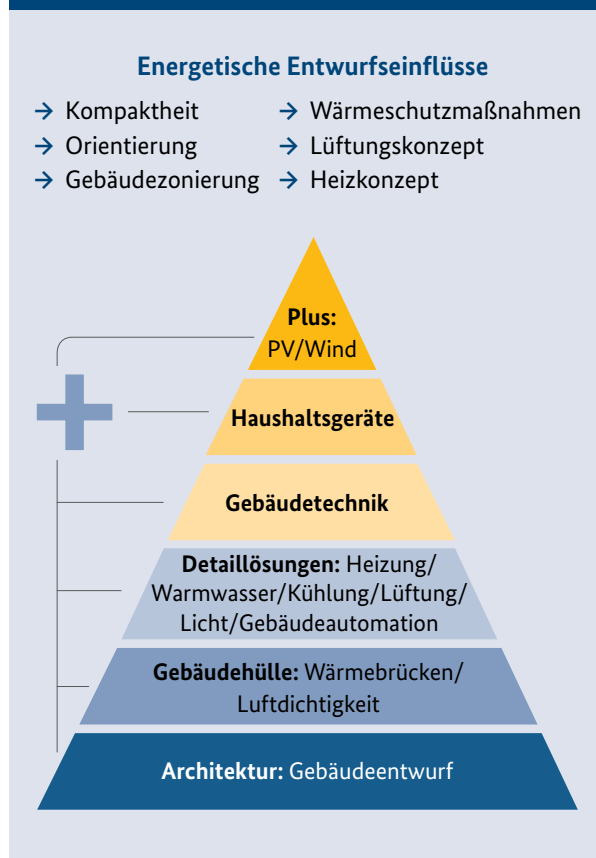 Energetische Entwurfseinflüsse
→ Kompaktheit
→ Orientierung
→ Gebäudezonierung
→ Wärmeschutzmaßnahmen
→ Lüftungskonzept
→ Heizkonzept
Plus:
PV/Wind
Haushaltsgeräte
Gebäudetechnik
Detaillösungen: Heizung/
Warmwasser/Kühlung/Lüftung/
Licht/Gebäudeautomation
Gebäudehülle: Wärmebrücken/
Luftdichtigkeit
Architektur: Gebäudeentwurf